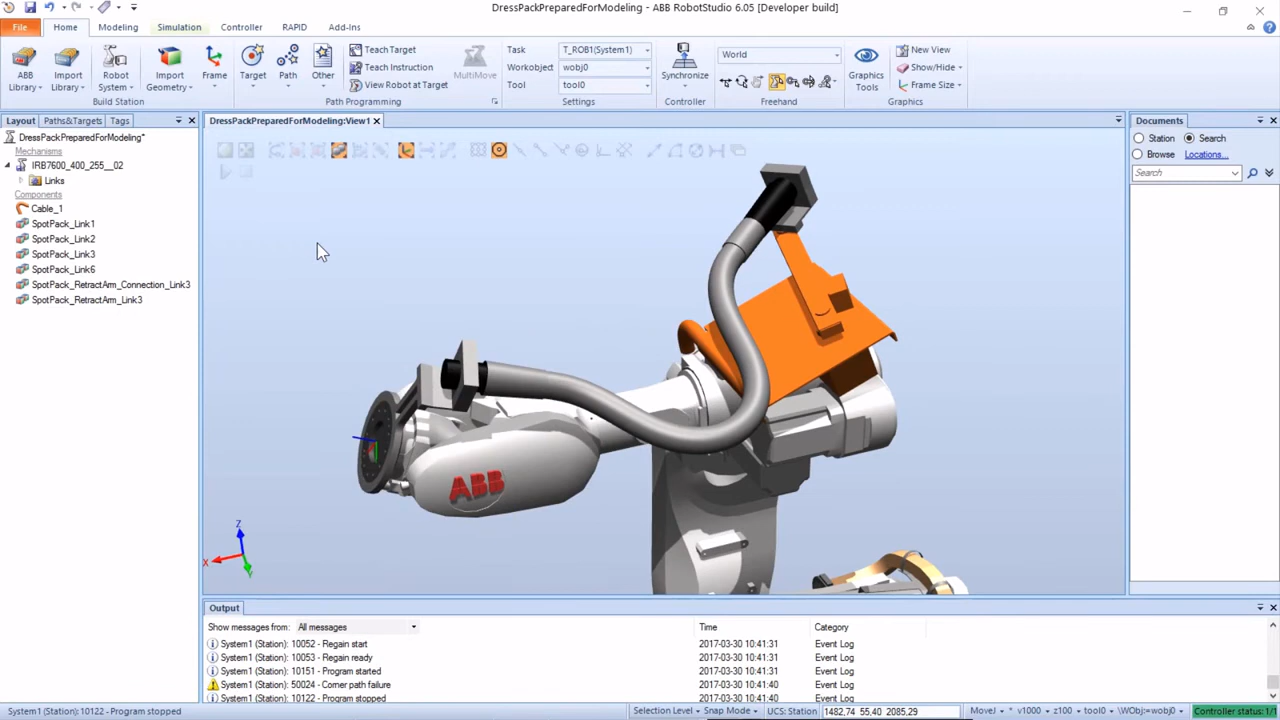 DressPackPreparedForModeling - ABB RobotStudio 6.05 [Developer build]
File Home Modeling Simulation Controller RAPID Add-Ins
ABB Library Import Library Robot System Import Geometry Frame Target Path Other
Teach Target
Teach Instruction
View Robot at Target
MultiMove
Task T_ROB1(System1)
Workobject wobj0
Tool tool0
Synchronize
World
Graphics Tools
New View
Show/Hide
Frame Size
Build Station Path Programming Settings Controller Freehand Graphics
Layout Paths&Targets Tags
DressPackPreparedForModeling:View1
Documents
DressPackPreparedForModeling*
Mechanisms
IRB7600_400_255__02
Links
Components
Cable_1
SpotPack_Link1
SpotPack_Link2
SpotPack_Link3
SpotPack_Link6
SpotPack_RetractArm_Connection_Link3
SpotPack_RetractArm_Link3
Station Search
Browse Locations...
Search
ABB
Z
X
Y
Output
Show messages from: All messages Time Category
System1 (Station): 10052 - Regain start 2017-03-30 10:41:31 Event Log
System1 (Station): 10053 - Regain ready 2017-03-30 10:41:31 Event Log
System1 (Station): 10151 - Program started 2017-03-30 10:41:31 Event Log
System1 (Station): 50024 - Corner path failure 2017-03-30 10:41:40 Event Log
System1 (Station): 10122 - Program stopped 2017-03-30 10:41:40 Event Log
System1 (Station): 10122 - Program stopped Selection Level Snap Mode UCS: Station 1482,74 55,40 2085,29 MoveJ * v1000 z100 tool0 \WObj:=wobj0 Controller status: 1/1